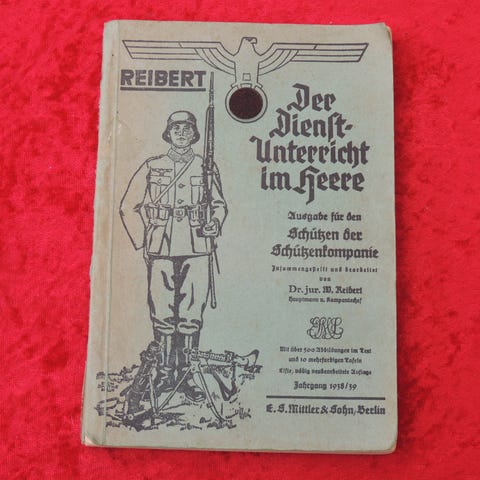 REIBERT
Der
Dienst-
Unterricht
im Heere
Ausgabe für den
Schützen der
Schützenkompanie
Zusammengestellt und bearbeitet
von
Dr. jur. W. Reibert
Hauptmann u. Kompaniechef
Mit über 500 Abbildungen im Text
und 10 mehrfarbigen Tafeln
Elfte, völlig neubearbeitete Auflage
Jahrgang 1938/39
E. S. Mittler & Sohn, Berlin